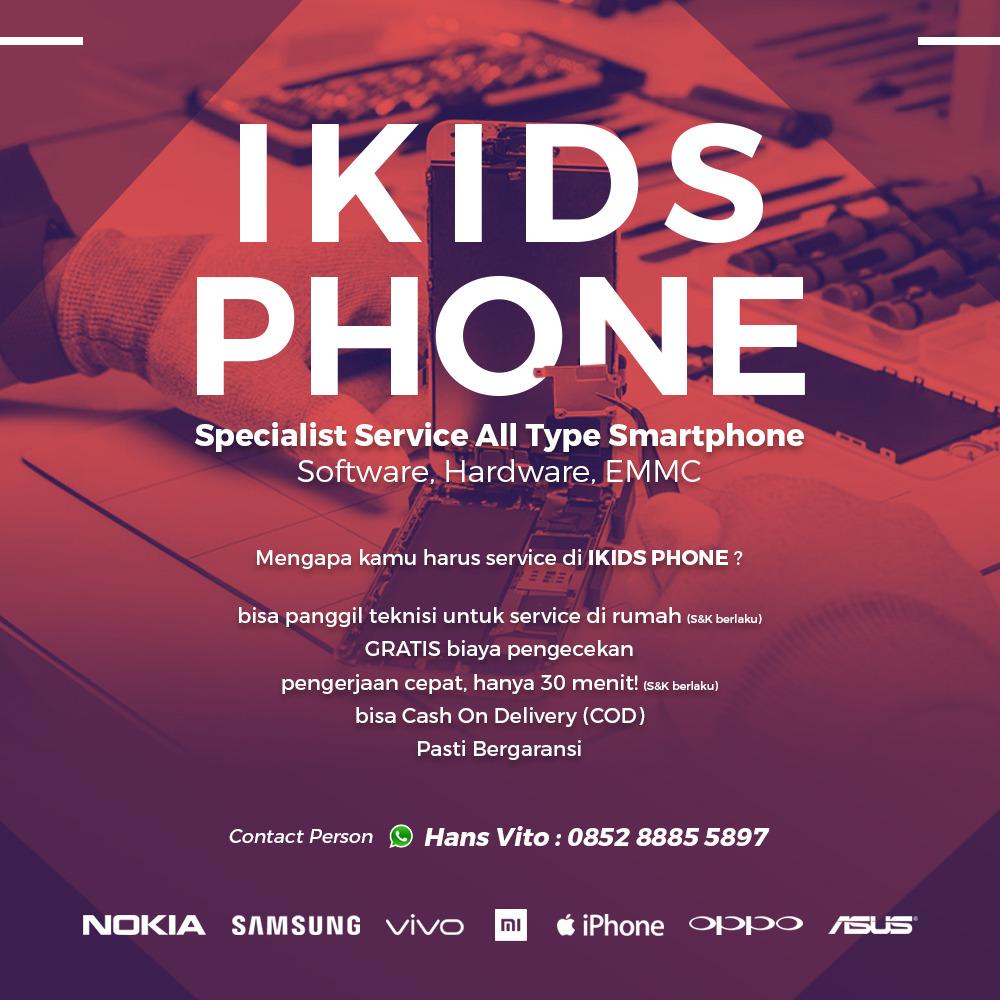 IKIDS
PHONE
Specialist Service All Type Smartphone
Software, Hardware, EMMC
Mengapa kamu harus service di IKIDS PHONE ?
bisa panggil teknisi untuk service di rumah (S&K berlaku)
GRATIS biaya pengecekan
pengerjaan cepat, hanya 30 menit! (S&K berlaku)
bisa Cash On Delivery (COD)
Pasti Bergaransi
Contact Person Hans Vito : 0852 8885 5897
NOKIA SAMSUNG vivo mi iPhone oppo ASUS